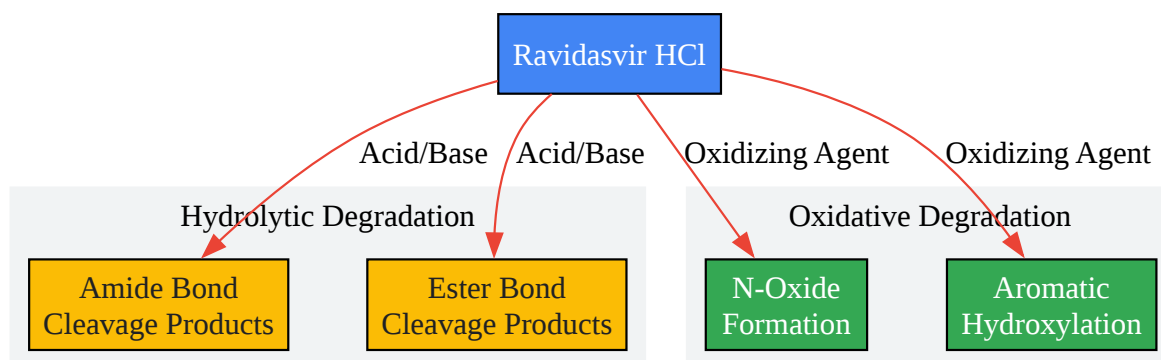 Ravidasvir HCl
Acid/Base
Acid/Base
Oxidizing Agent
Oxidizing Agent
Hydrolytic Degradation
Oxidative Degradation
Amide Bond
Cleavage Products
Ester Bond
Cleavage Products
N-Oxide
Formation
Aromatic
Hydroxylation